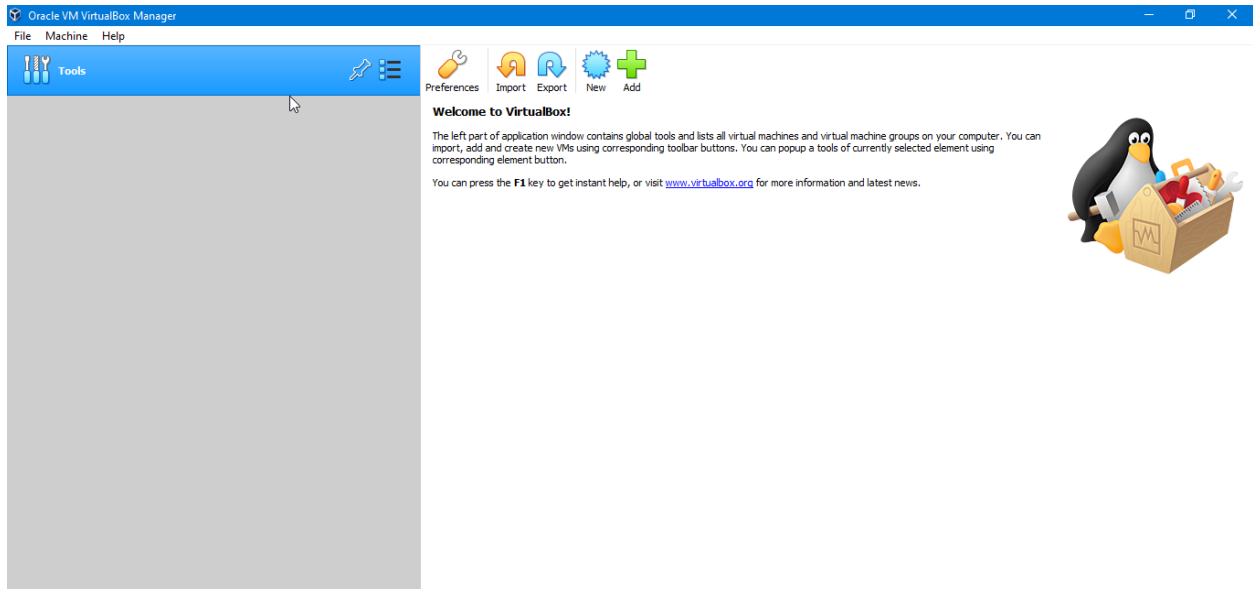 Oracle VM VirtualBox Manager
File Machine Help
Tools
Preferences Import Export New Add
Welcome to VirtualBox!
The left part of application window contains global tools and lists all virtual machines and virtual machine groups on your computer. You can
import, add and create new VMs using corresponding toolbar buttons. You can popup a tools of currently selected element using
corresponding element button.
You can press the F1 key to get instant help, or visit www.virtualbox.org for more information and latest news.